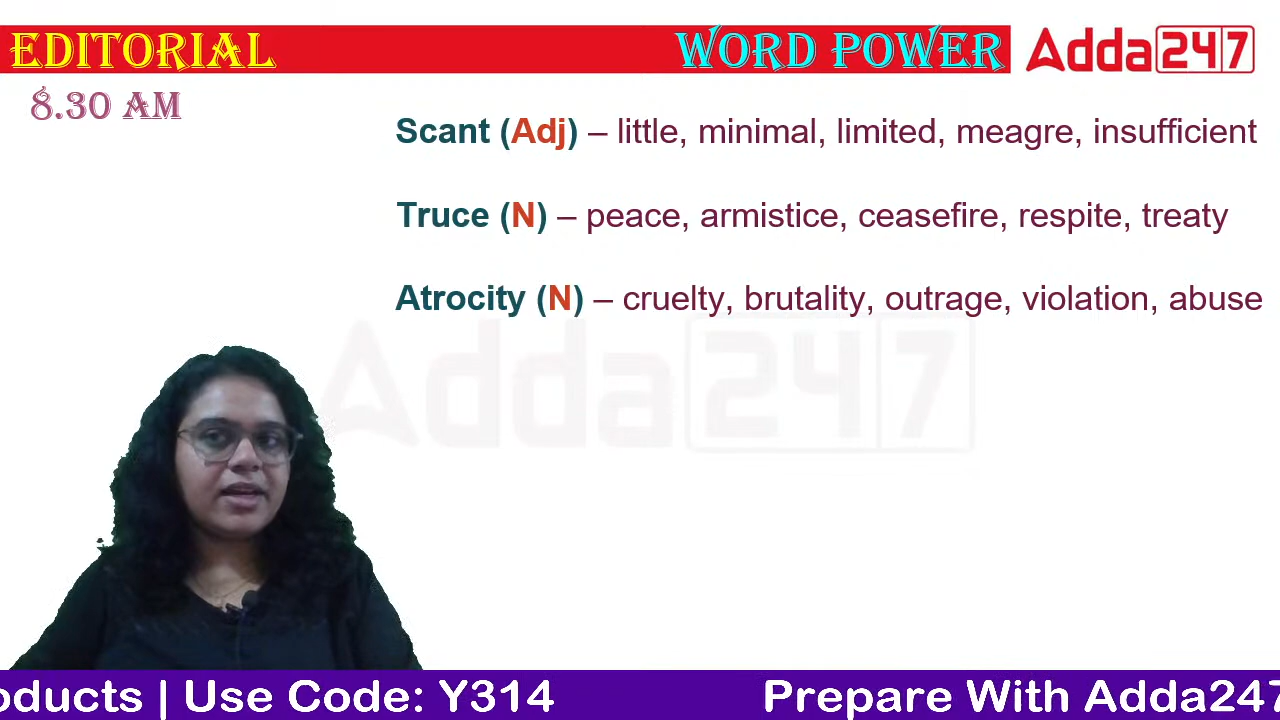 EDITORIAL WORD POWER Adda247
8.30 AM
Scant (Adj) – little, minimal, limited, meagre, insufficient
Truce (N) – peace, armistice, ceasefire, respite, treaty
Atrocity (N) – cruelty, brutality, outrage, violation, abuse
Adda247
oducts | Use Code: Y314 Prepare With Adda247